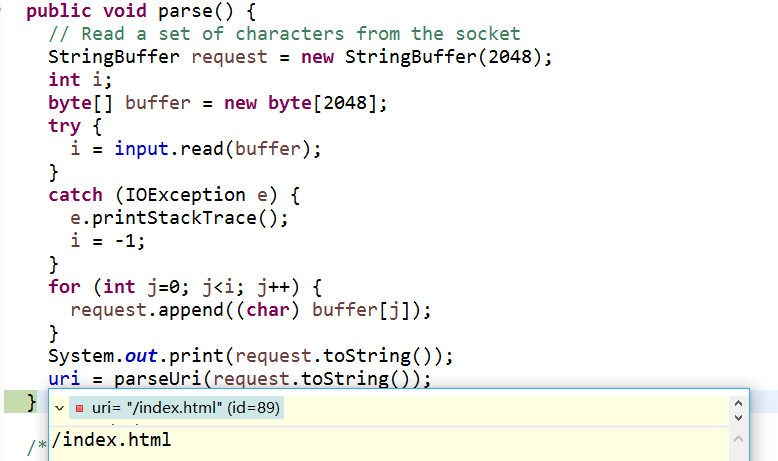 public void parse() {
// Read a set of characters from the socket
StringBuffer request = new StringBuffer(2048);
int i;
byte[] buffer = new byte[2048];
try {
i = input.read(buffer);
}
catch (IOException e) {
e.printStackTrace();
i = -1;
}
for (int j=0; j<i; j++) {
request.append((char) buffer[j]);
}
System.out.print(request.toString());
uri = parseUri(request.toString());
}
uri= "/index.html" (id=89)
/*
/index.html